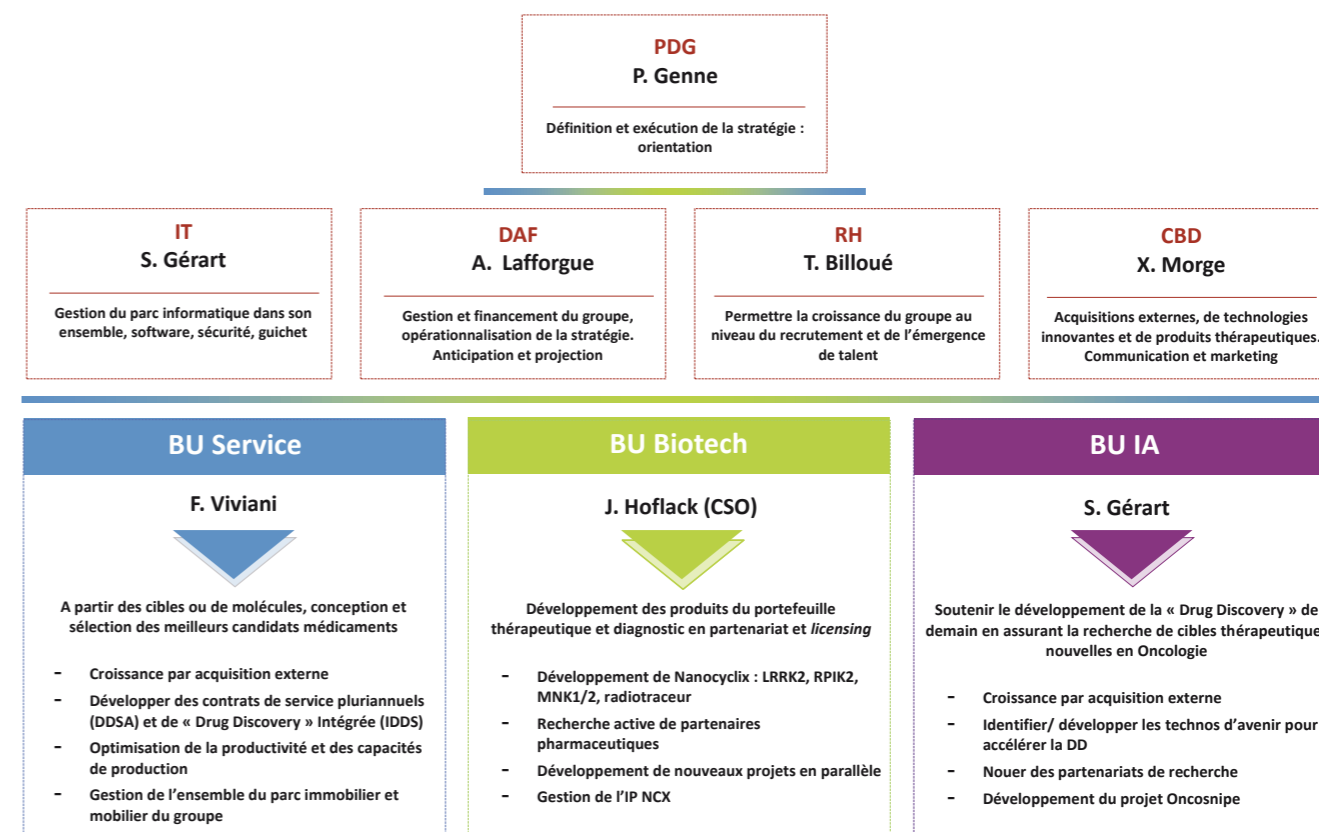 PDG
P. Genne
Définition et exécution de la stratégie :
orientation
IT
S. Gérart
Gestion du parc informatique dans son
ensemble, software, sécurité, guichet
DAF
A. Lafforgue
Gestion et financement du groupe,
opérationnalisation de la stratégie.
Anticipation et projection
RH
T. Billoué
Permettre la croissance du groupe au
niveau du recrutement et de l'émergence
de talent
CBD
X. Morge
Acquisitions externes, de technologies
innovantes et de produits thérapeutiques.
Communication et marketing
BU Service
F. Viviani
A partir des cibles ou de molécules, conception et
sélection des meilleurs candidats médicaments
- Croissance par acquisition externe
- Développer des contrats de service pluriannuels
(DDSA) et de « Drug Discovery » Intégrée (IDDS)
- Optimisation de la productivité et des capacités
de production
- Gestion de l'ensemble du parc immobilier et
mobilier du groupe
BU Biotech
J. Hoflack (CSO)
Développement des produits du portefeuille
thérapeutique et diagnostic en partenariat et licensing
- Développement de Nanocyclix : LRRK2, RPIK2,
MNK1/2, radiotraceur
- Recherche active de partenaires
pharmaceutiques
- Développement de nouveaux projets en parallèle
- Gestion de l'IP NCX
BU IA
S. Gérart
Soutenir le développement de la « Drug Discovery » de
demain en assurant la recherche de cibles thérapeutique
nouvelles en Oncologie
- Croissance par acquisition externe
- Identifier/ développer les technos d'avenir pour
accélérer la DD
- Nouer des partenariats de recherche
- Développement du projet Oncosnipe